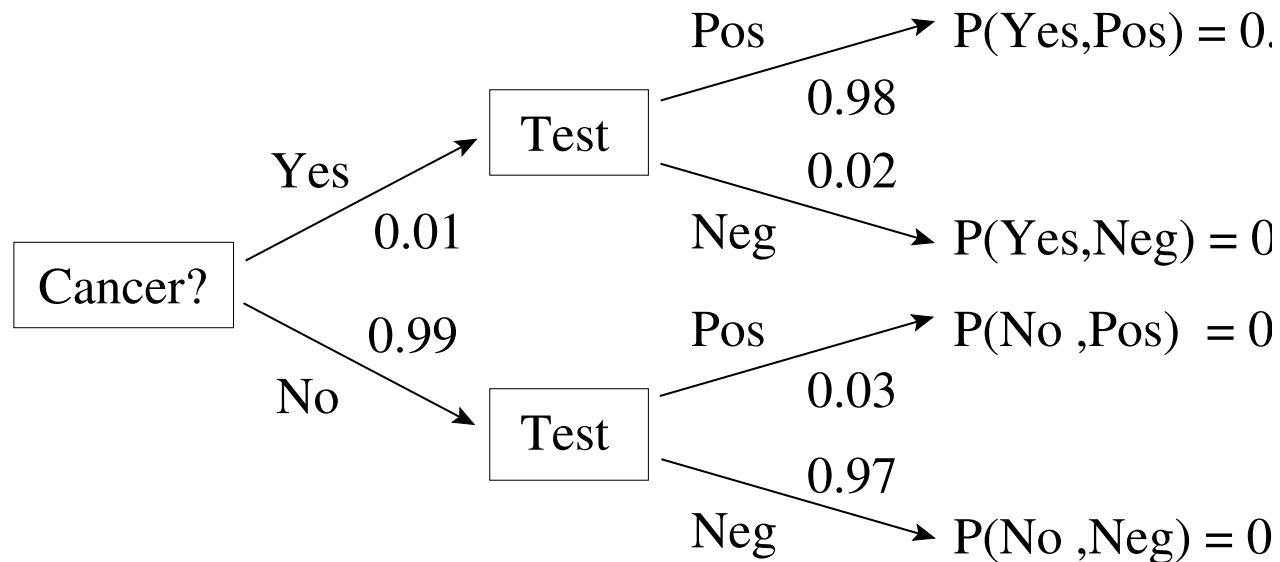 Pos
P(Yes,Pos) = 0.
0.98
Test
Yes
0.02
0.01
Neg
P(Yes,Neg) = 0
Cancer?
0.99
Pos
P(No ,Pos) = 0
No
0.03
Test
0.97
Neg
P(No ,Neg) = 0